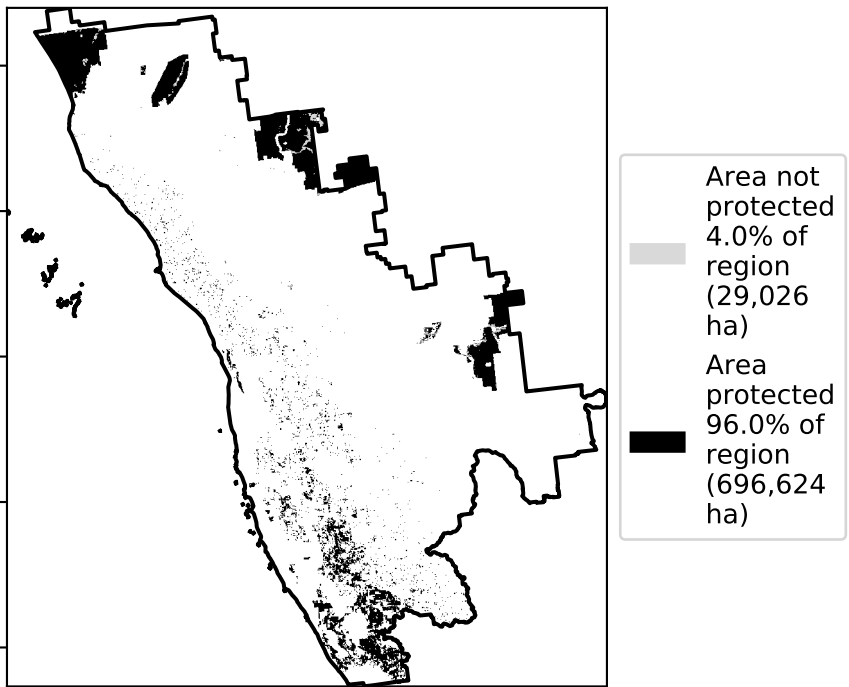 Area not
protected
4.0% of
region
(29,026
ha)
Area
protected
96.0% of
region
(696,624
ha)